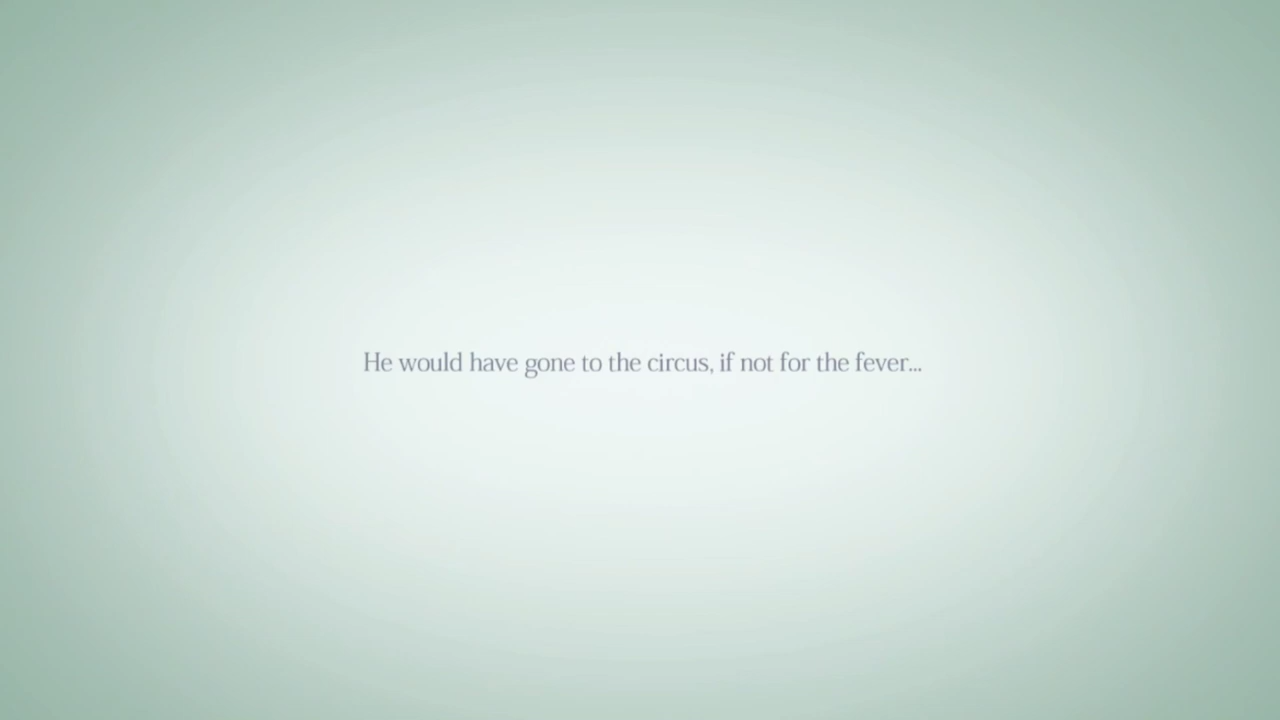 He would have gone to the circus, if not for the fever...